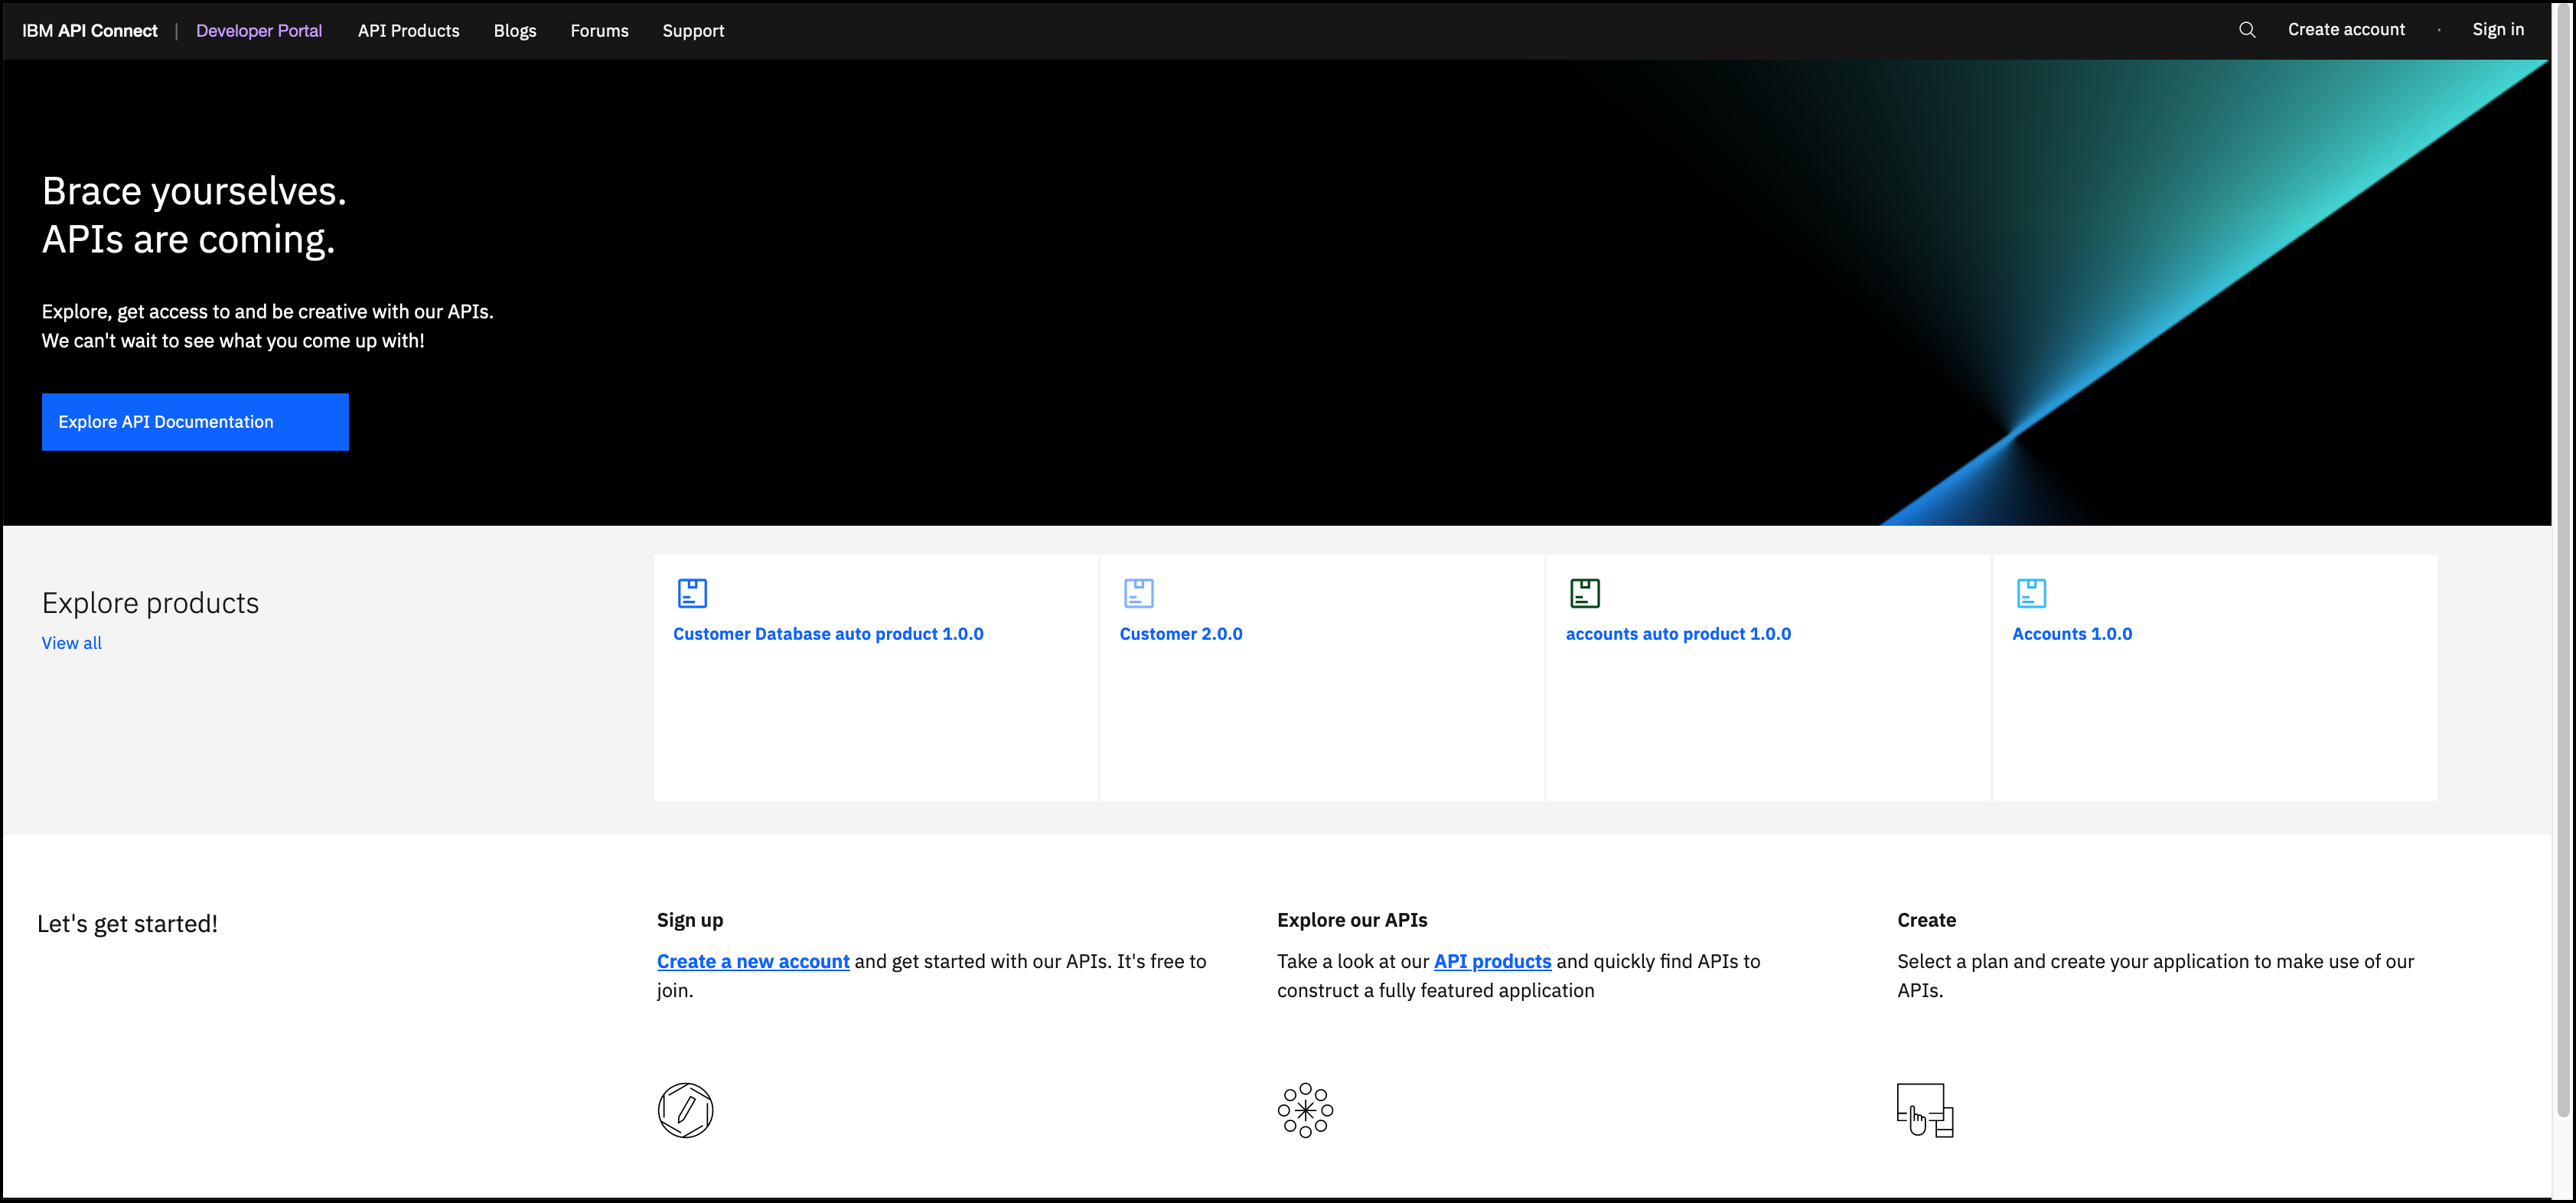 IBM API Connect | Developer Portal API Products Blogs Forums Support Create account · Sign in
Brace yourselves.
APIs are coming.
Explore, get access to and be creative with our APIs.
We can't wait to see what you come up with!
Explore API Documentation
Explore products
View all
Customer Database auto product 1.0.0
Customer 2.0.0
accounts auto product 1.0.0
Accounts 1.0.0
Let's get started!
Sign up
Create a new account and get started with our APIs. It's free to
join.
Explore our APIs
Take a look at our API products and quickly find APIs to
construct a fully featured application
Create
Select a plan and create your application to make use of our
APIs.